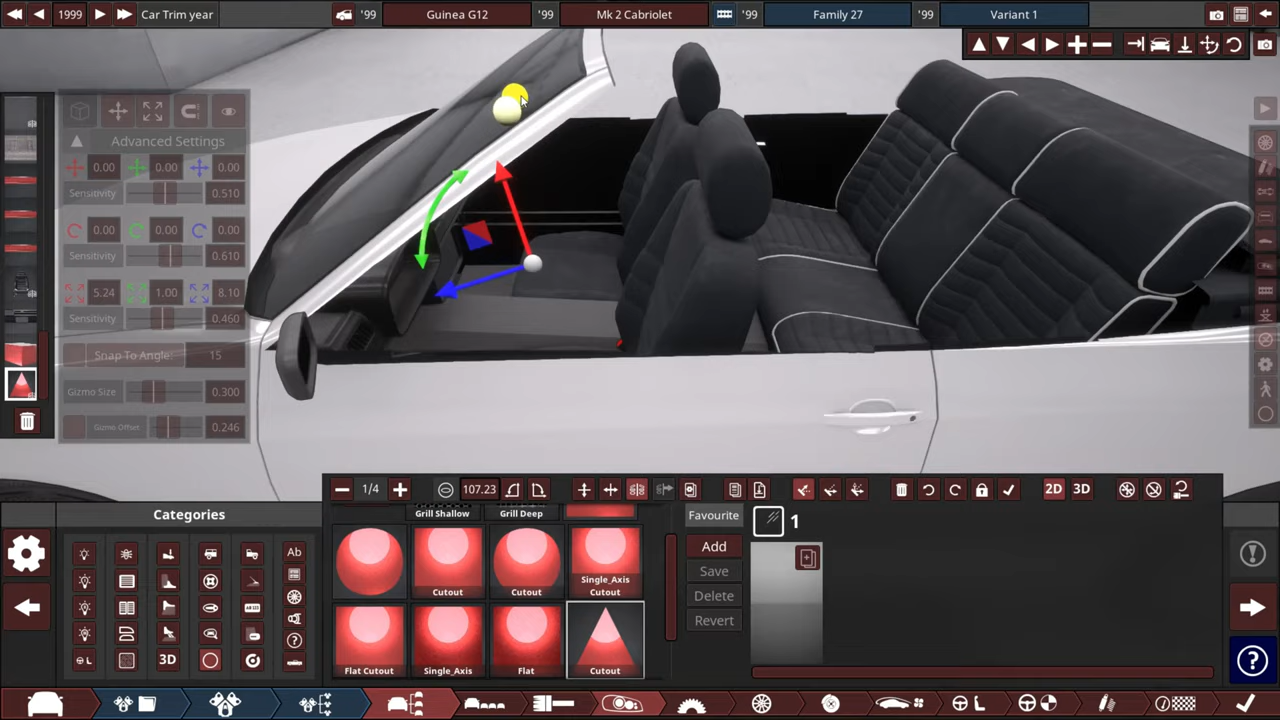 1999 Car Trim year '99 Guinea G12 '99 Mk 2 Cabriolet '99 Family 27 '99 Variant 1
Advanced Settings
0.00 0.00 0.00
Sensitivity 0.510
0.00 0.00 0.00
Sensitivity 0.610
5.24 1.00 8.10
Sensitivity 0.460
Snap To Angle: 15
Gizmo Size 0.300
Gizmo Offset 0.246
1/4 107.23 2D 3D
Categories
Ab
L
3D
?
Grill Shallow Grill Deep
Cutout Cutout Single_Axis
Cutout
Flat Cutout Single_Axis Flat Cutout
Favourite
Add
Save
Delete
Revert
1
?